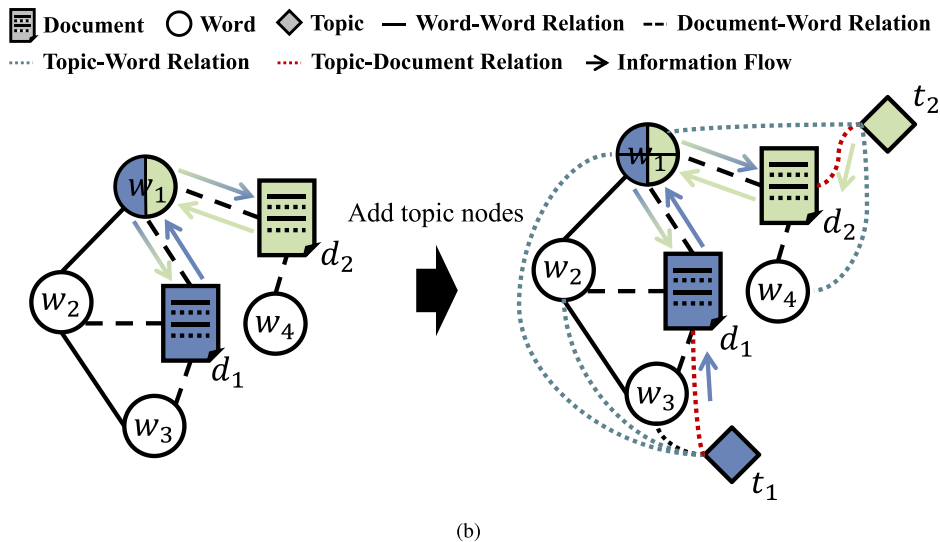 Document Word Topic Word-Word Relation Document-Word Relation
Topic-Word Relation Topic-Document Relation Information Flow
t₂
w₁
w₁
d₂
Add topic nodes
d₂
w₂
w₂
w₄
w₄
d₁
d₁
w₃
w₃
t₁
(b)